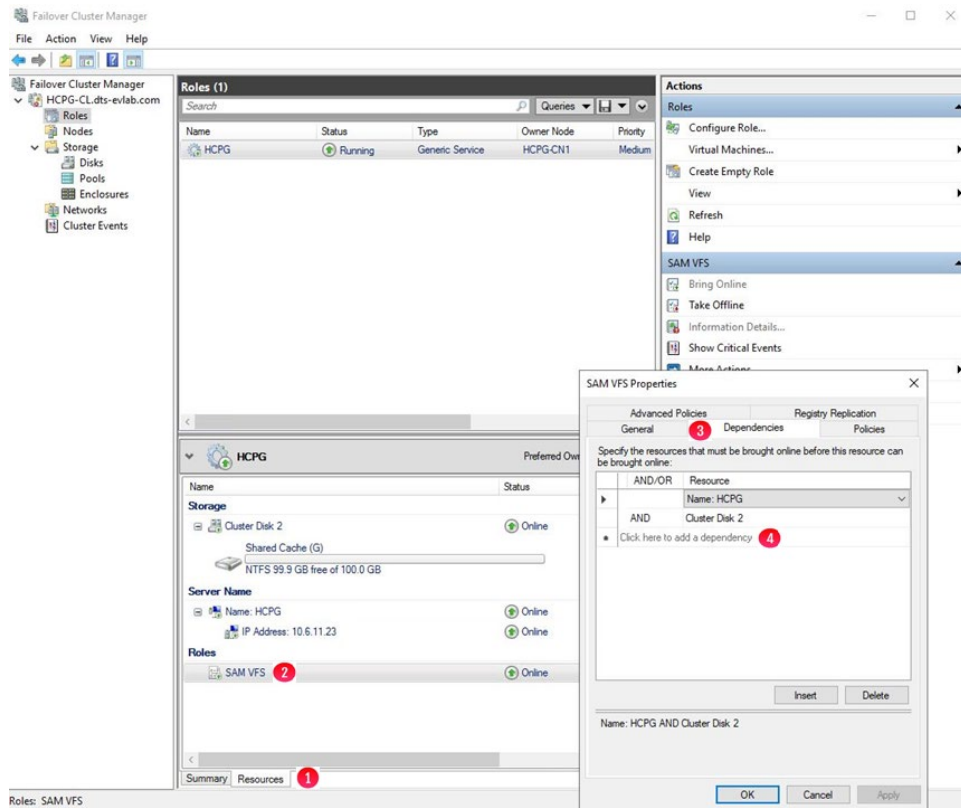 Failover Cluster Manager
File Action View Help
Failover Cluster Manager
HCPG-CL.dts-evlab.com
Roles
Nodes
Storage
Disks
Pools
Enclosures
Networks
Cluster Events
Roles (1)
Search
Queries
Name Status Type Owner Node Priority
HCPG Running Generic Service HCPG-CN1 Medium
HCPG Preferred Own
Name Status
Storage
Cluster Disk 2 Online
Shared Cache (G)
NTFS 99.9 GB free of 100.0 GB
Server Name
Name: HCPG Online
IP Address: 10.6.11.23 Online
Roles
SAM VFS 2 Online
Summary Resources 1
Roles: SAM VFS
Actions
Roles
Configure Role...
Virtual Machines...
Create Empty Role
View
Refresh
Help
SAM VFS
Bring Online
Take Offline
Information Details...
Show Critical Events
More Actions
SAM VFS Properties
Advanced Policies Registry Replication
General 3 Dependencies Policies
Specify the resources that must be brought online before this resource can
be brought online:
AND/OR Resource
Name: HCPG
AND Cluster Disk 2
Click here to add a dependency 4
Insert Delete
Name: HCPG AND Cluster Disk 2
OK Cancel Apply